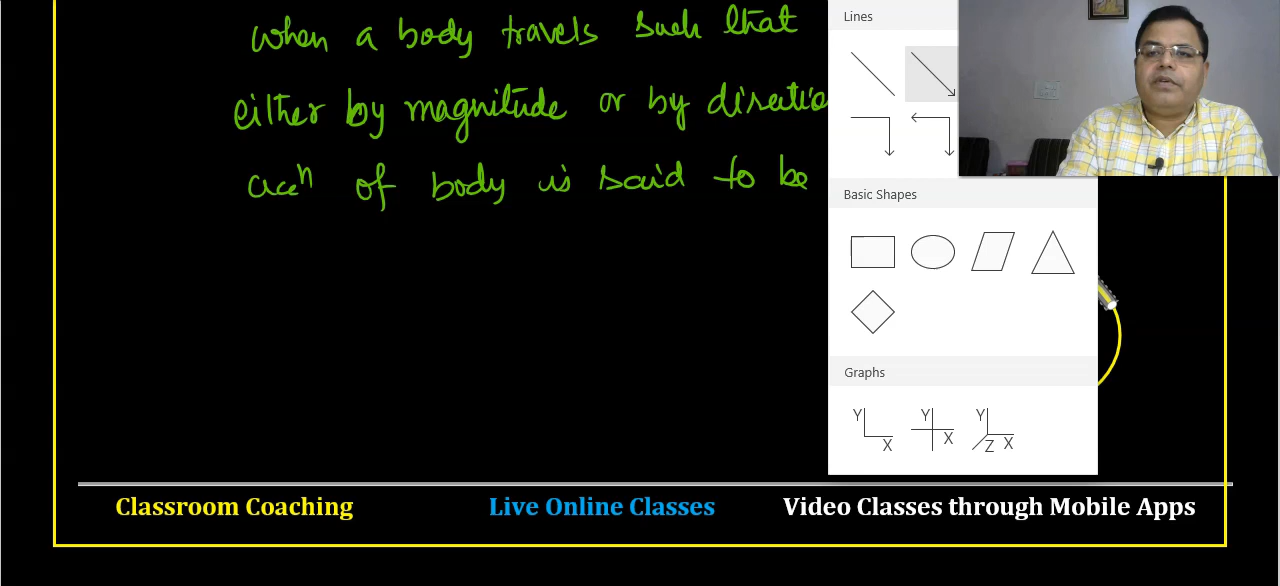 when a body travels such that
either by magnitude or by directio
accⁿ of body is said to be
Lines
Basic Shapes
Graphs
Y X
Y X
Y Z X
Classroom Coaching
Live Online Classes
Video Classes through Mobile Apps